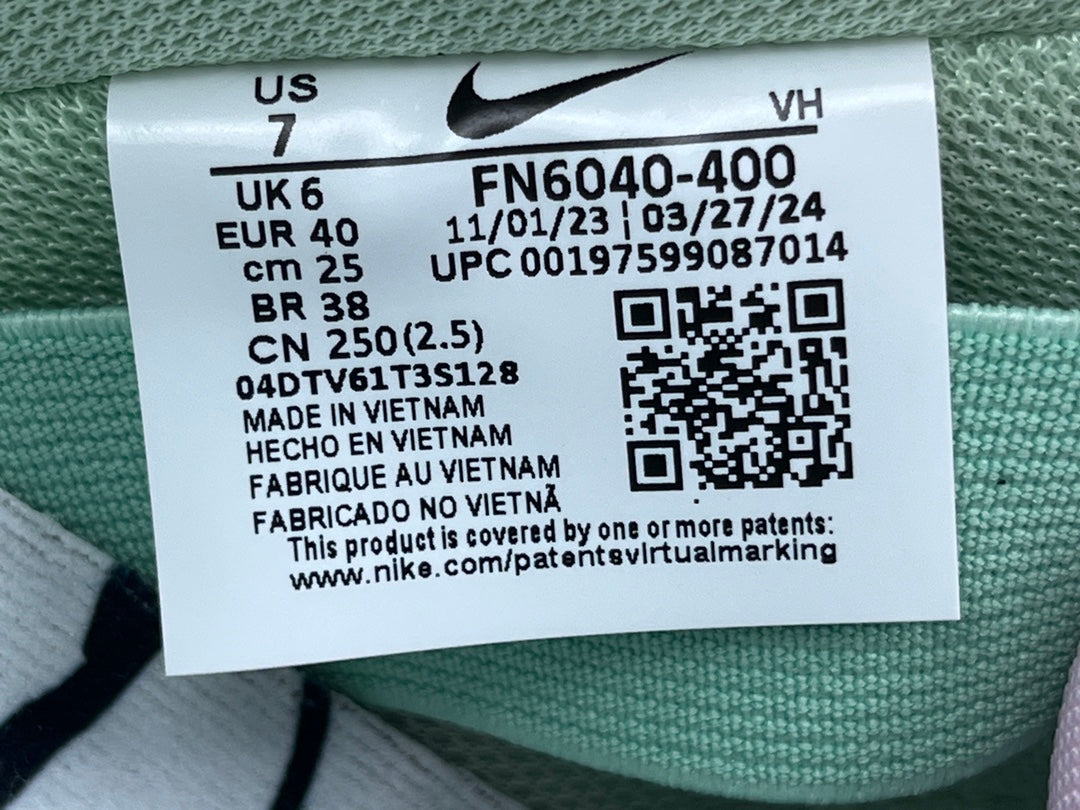 US
7
VH
UK 6
EUR 40
cm 25
BR 38
CN 250(2.5)
FN6040-400
11/01/23 | 03/27/24
UPC 00197599087014
04DTV61T3S128
MADE IN VIETNAM
HECHO EN VIETNAM
FABRIQUE AU VIETNAM
FABRICADO NO VIETNÃ
This product is covered by one or more patents:
www.nike.com/patentsvirtualmarking